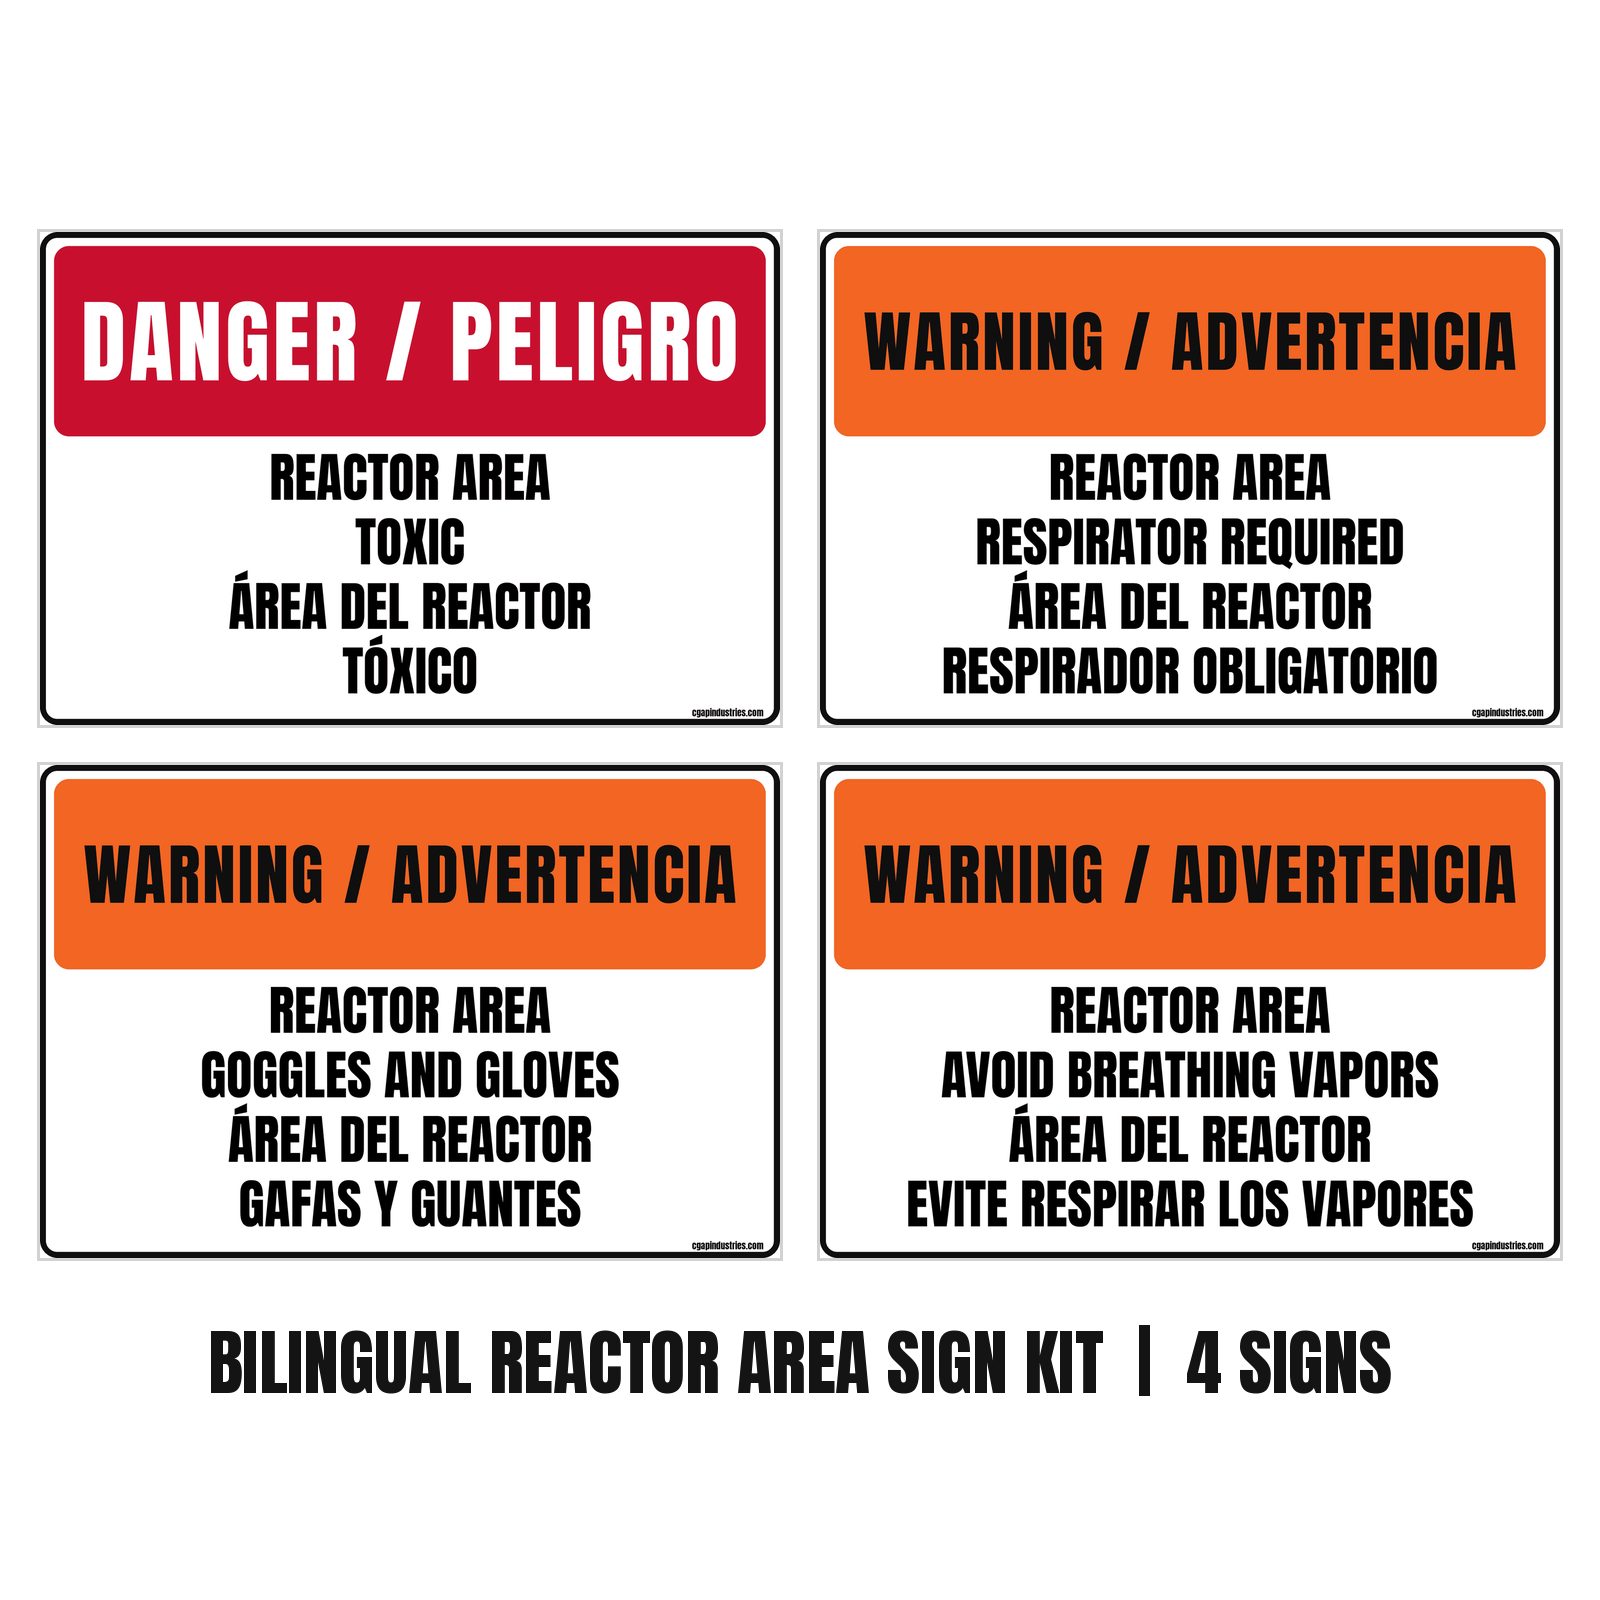 DANGER / PELIGRO
REACTOR AREA
TOXIC
ÁREA DEL REACTOR
TÓXICO
cgapindustries.com
WARNING / ADVERTENCIA
REACTOR AREA
RESPIRATOR REQUIRED
ÁREA DEL REACTOR
RESPIRADOR OBLIGATORIO
cgapindustries.com
WARNING / ADVERTENCIA
REACTOR AREA
GOGGLES AND GLOVES
ÁREA DEL REACTOR
GAFAS Y GUANTES
cgapindustries.com
WARNING / ADVERTENCIA
REACTOR AREA
AVOID BREATHING VAPORS
ÁREA DEL REACTOR
EVITE RESPIRAR LOS VAPORES
cgapindustries.com
BILINGUAL REACTOR AREA SIGN KIT | 4 SIGNS